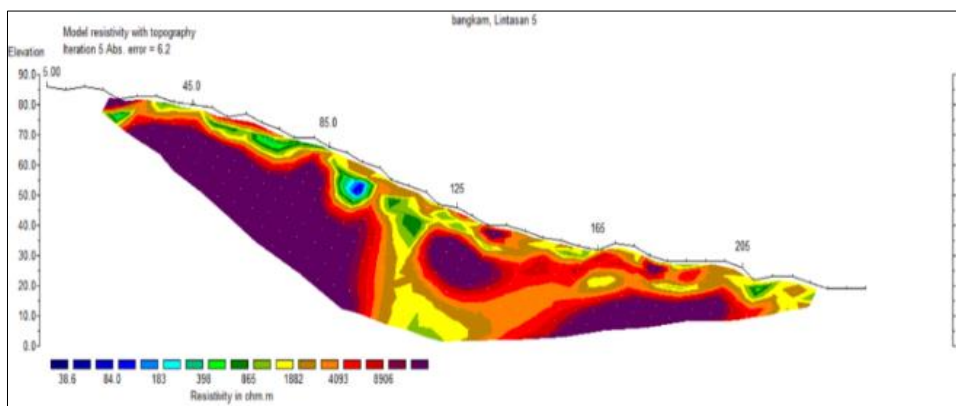 bangkam, Lintasan 5
Model resistivity with topography
Iteration 5 Abs. error = 6.2
Elevation
90.0
80.0
70.0
60.0
50.0
40.0
30.0
20.0
10.0
0.0
5.00
45.0
85.0
125
165
205
38.6 84.0 183 398 865 1882 4093 8906
Resistivity in ohm.m